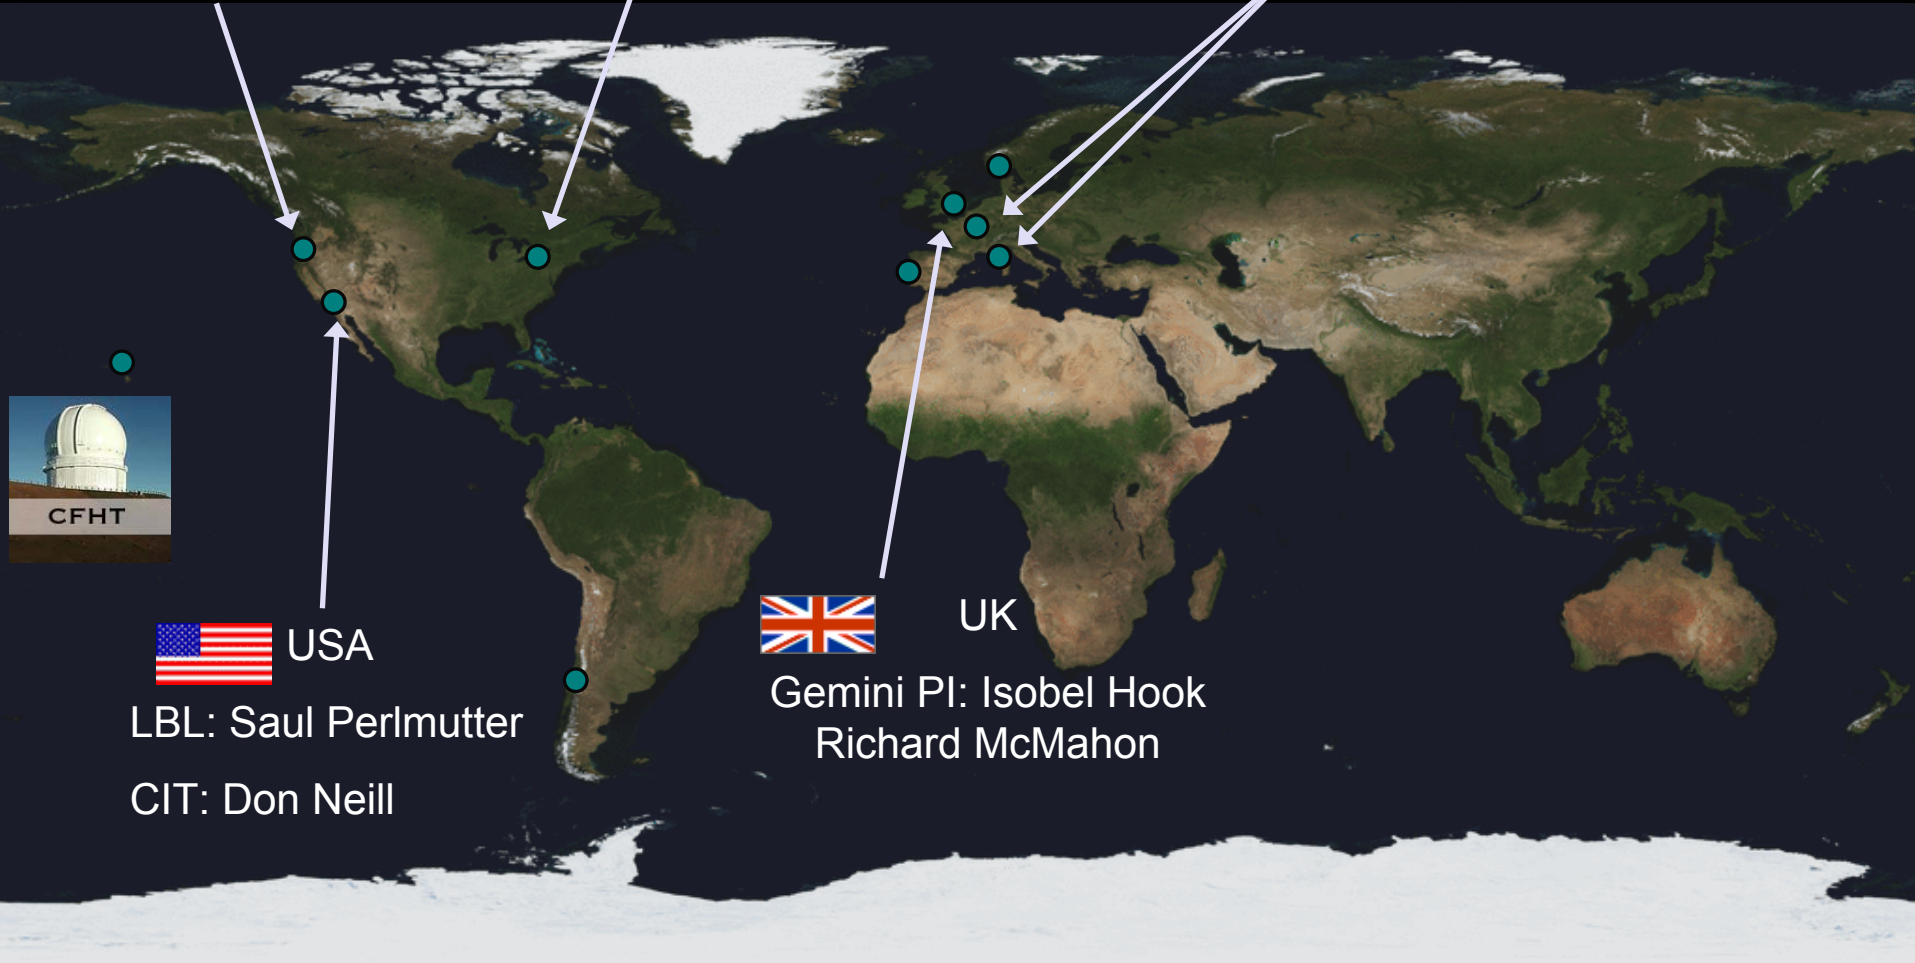 CFHT
USA
LBL: Saul Perlmutter
CIT: Don Neill
UK
Gemini PI: Isobel Hook
Richard McMahon